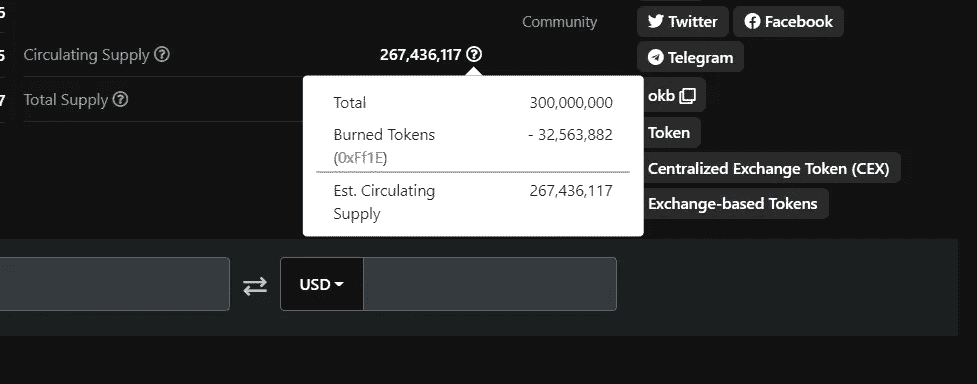 5
Community
Twitter
Facebook
5
Circulating Supply
267,436,117
Telegram
7
Total Supply
okb
Total 300,000,000
Burned Tokens - 32,563,882
(0xFf1E)
Est. Circulating 267,436,117
Supply
Token
Centralized Exchange Token (CEX)
Exchange-based Tokens
USD